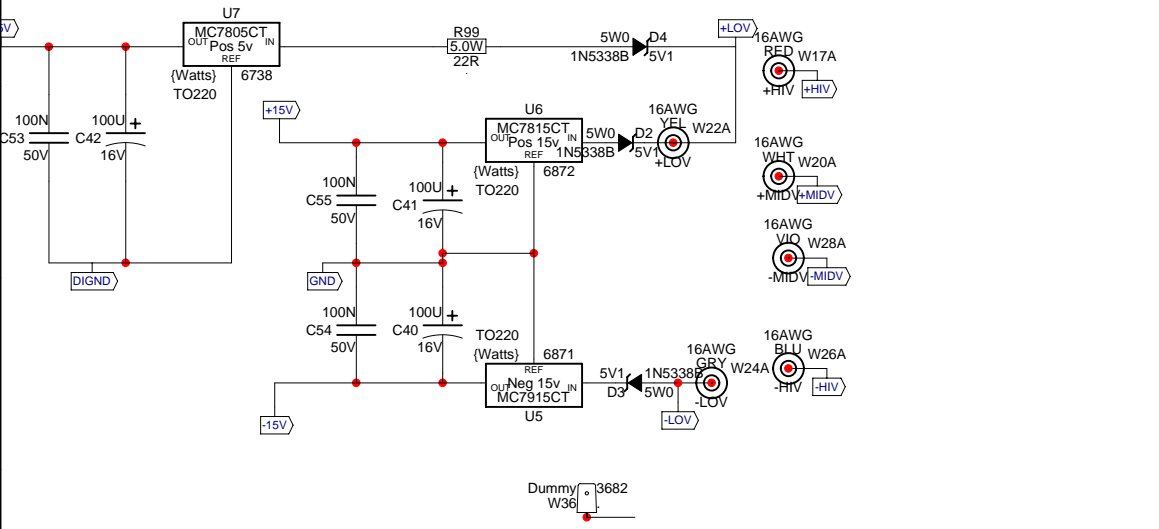 5V
U7
MC7805CT
OUT Pos 5v IN
REF
{Watts} 6738
TO220
R99
5.0W
22R
.
5W0 D4
1N5338B 5V1
+LOV
16AWG
RED
W17A
+HIV
+HIV
100N
C53
50V
100U +
C42
16V
DIGND
+15V
U6
MC7815CT
OUT Pos 15v IN
REF
{Watts} 6872
TO220
5W0 D2
1N5338B 5V1
16AWG
YEL
W22A
+LOV
16AWG
WHT
W20A
+MIDV
+MIDV
100N
C55
50V
100U +
C41
16V
16AWG
VIO
W28A
-MIDV
-MIDV
GND
100N
C54
50V
100U +
C40
16V
TO220
{Watts} 6871
REF
OUT Neg 15v IN
MC7915CT
U5
5V1 1N5338B
D3 5W0
16AWG
GRY
W24A
-LOV
-LOV
16AWG
BLU
W26A
-HIV
-HIV
-15V
Dummy 3682
W36 .